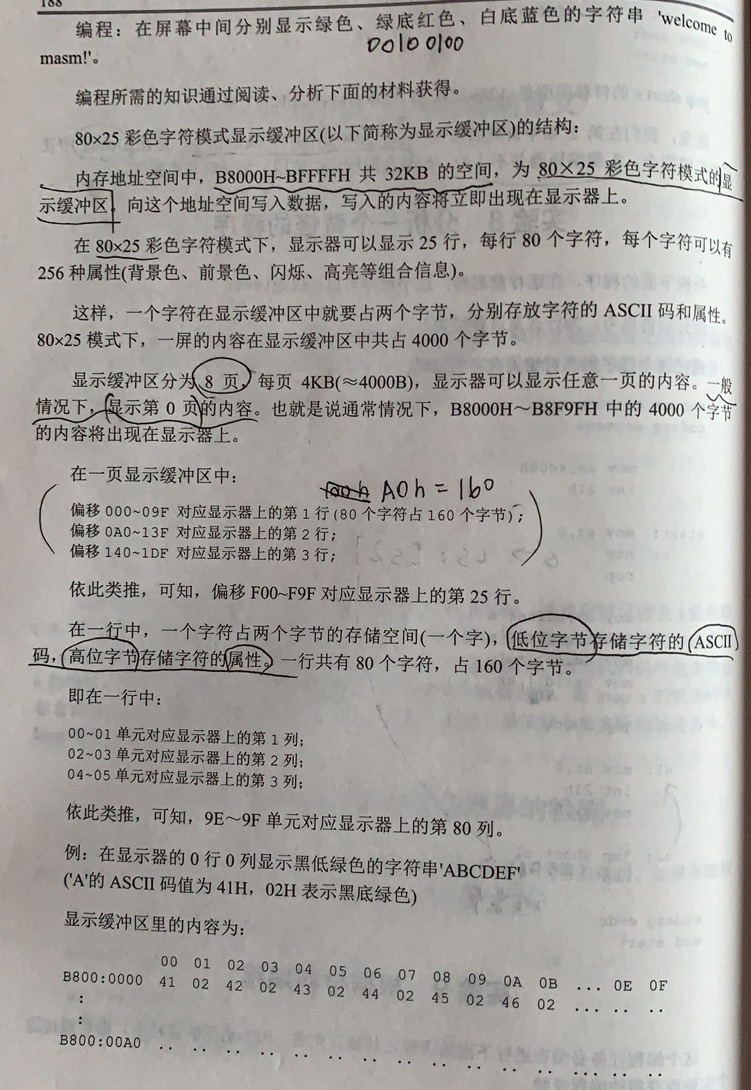 188
编程：在屏幕中间分别显示绿色、绿底红色、白底蓝色的字符串 'welcome to
00100100
masm!'。
编程所需的知识通过阅读、分析下面的材料获得。
80×25 彩色字符模式显示缓冲区(以下简称为显示缓冲区)的结构：
内存地址空间中，B8000H~BFFFFH 共 32KB 的空间，为 80×25 彩色字符模式的显
示缓冲区。向这个地址空间写入数据，写入的内容将立即出现在显示器上。
在 80×25 彩色字符模式下，显示器可以显示 25 行，每行 80 个字符，每个字符可以有
256 种属性(背景色、前景色、闪烁、高亮等组合信息)。
这样，一个字符在显示缓冲区中就要占两个字节，分别存放字符的 ASCII 码和属性。
80×25 模式下，一屏的内容在显示缓冲区中共占 4000 个字节。
显示缓冲区分为 8 页，每页 4KB(≈4000B)，显示器可以显示任意一页的内容。一般
情况下，显示第 0 页的内容。也就是说通常情况下，B8000H～B8F9FH 中的 4000 个字节
的内容将出现在显示器上。
在一页显示缓冲区中：
A0h = 160
偏移 000~09F 对应显示器上的第 1 行(80 个字符占 160 个字节)；
偏移 0A0~13F 对应显示器上的第 2 行；
偏移 140~1DF 对应显示器上的第 3 行；
依此类推，可知，偏移 F00~F9F 对应显示器上的第 25 行。
在一行中，一个字符占两个字节的存储空间(一个字)，低位字节存储字符的 ASCII
码，高位字节存储字符的属性。一行共有 80 个字符，占 160 个字节。
即在一行中：
00~01 单元对应显示器上的第 1 列；
02~03 单元对应显示器上的第 2 列；
04~05 单元对应显示器上的第 3 列；
依此类推，可知，9E～9F 单元对应显示器上的第 80 列。
例：在显示器的 0 行 0 列显示黑低绿色的字符串'ABCDEF'
('A'的 ASCII 码值为 41H，02H 表示黑底绿色)
显示缓冲区里的内容为：
00 01 02 03 04 05 06 07 08 09 0A 0B ... 0E 0F
B800:0000 41 02 42 02 43 02 44 02 45 02 46 02 ... .. ..
:
:
B800:00A0 .. .. .. .. .. .. .. .. .. .. .. .. ... .. ..